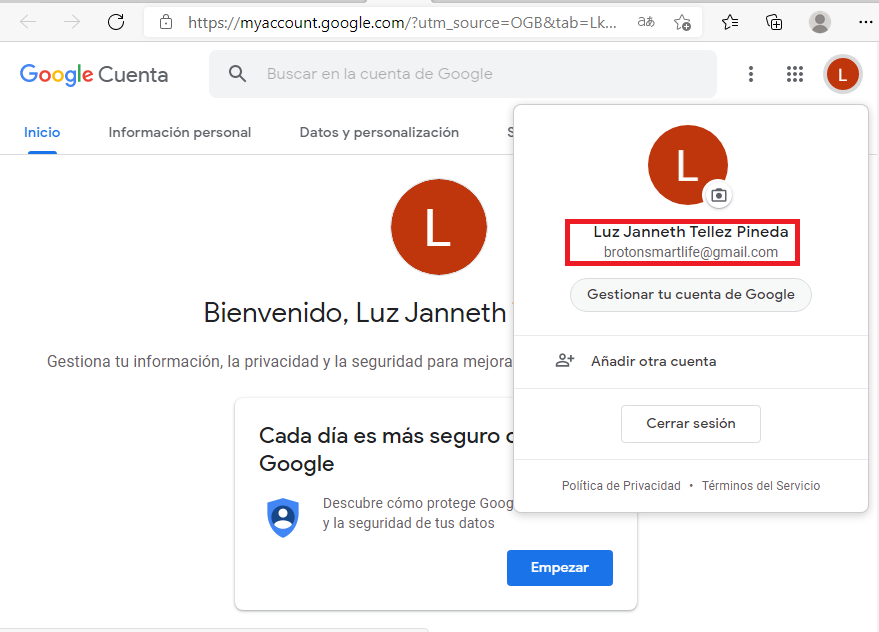 https://myaccount.google.com/?utm_source=OGB&tab=Lk...
aあ
Google Cuenta
Buscar en la cuenta de Google
L
Inicio
Información personal
Datos y personalización
L
Luz Janneth Tellez Pineda
brotonsmartlife@gmail.com
Gestionar tu cuenta de Google
Añadir otra cuenta
Cerrar sesión
Política de Privacidad • Términos del Servicio
L
Bienvenido, Luz Janneth
Gestiona tu información, la privacidad y la seguridad para mejora
Cada día es más seguro
Google
Descubre cómo protege Goog
y la seguridad de tus datos
Empezar